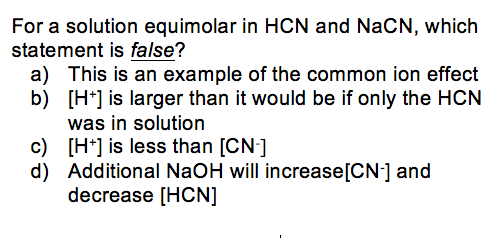 For a solution equimolar in HCN and NaCN, which
statement is false?
a) This is an example of the common ion effect
b) [H⁺] is larger than it would be if only the HCN
was in solution
c) [H⁺] is less than [CN⁻]
d) Additional NaOH will increase[CN⁻] and
decrease [HCN]